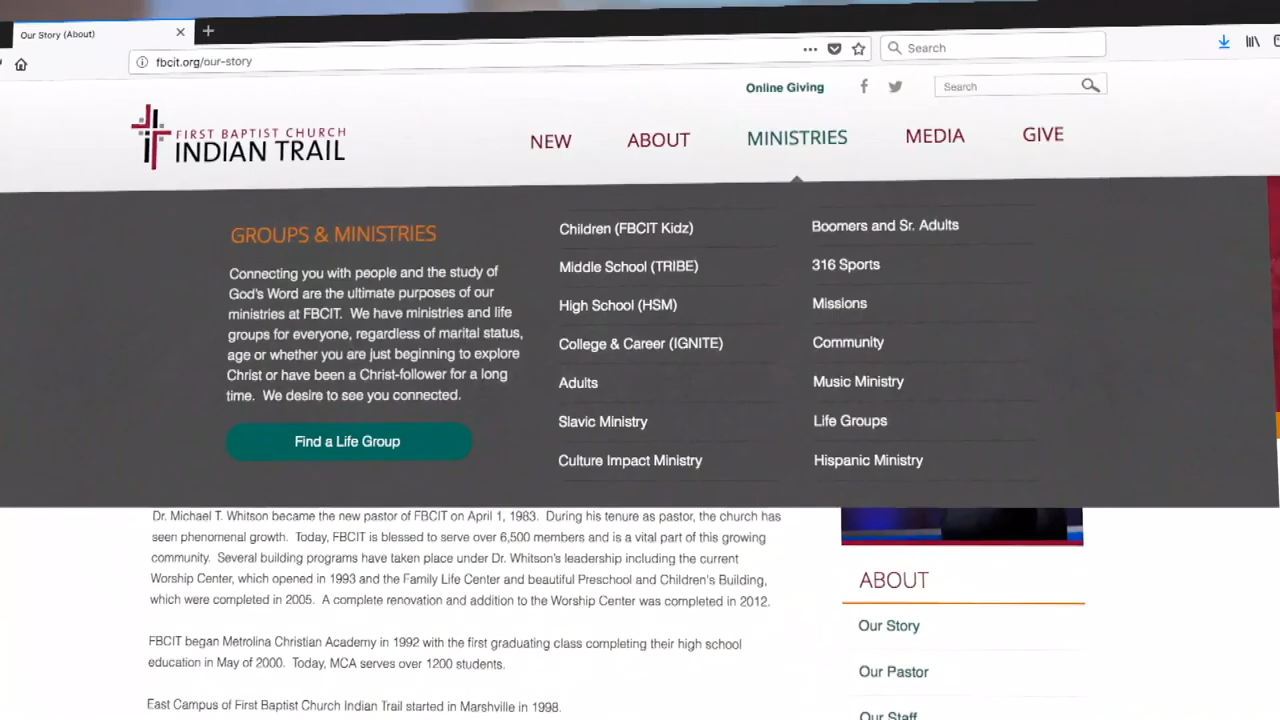 Our Story (About)
fbcit.org/our-story
Search
Online Giving
Search
FIRST BAPTIST CHURCH
INDIAN TRAIL
NEW ABOUT MINISTRIES MEDIA GIVE
GROUPS & MINISTRIES
Connecting you with people and the study of
God's Word are the ultimate purposes of our
ministries at FBCIT. We have ministries and life
groups for everyone, regardless of marital status,
age or whether you are just beginning to explore
Christ or have been a Christ-follower for a long
time. We desire to see you connected.
Find a Life Group
Children (FBCIT Kidz)
Middle School (TRIBE)
High School (HSM)
College & Career (IGNITE)
Adults
Slavic Ministry
Culture Impact Ministry
Boomers and Sr. Adults
316 Sports
Missions
Community
Music Ministry
Life Groups
Hispanic Ministry
Dr. Michael T. Whitson became the new pastor of FBCIT on April 1, 1983. During his tenure as pastor, the church has
seen phenomenal growth. Today, FBCIT is blessed to serve over 6,500 members and is a vital part of this growing
community. Several building programs have taken place under Dr. Whitson's leadership including the current
Worship Center, which opened in 1993 and the Family Life Center and beautiful Preschool and Children's Building,
which were completed in 2005. A complete renovation and addition to the Worship Center was completed in 2012.
FBCIT began Metrolina Christian Academy in 1992 with the first graduating class completing their high school
education in May of 2000. Today, MCA serves over 1200 students.
East Campus of First Baptist Church Indian Trail started in Marshville in 1998.
ABOUT
Our Story
Our Pastor
Our Staff